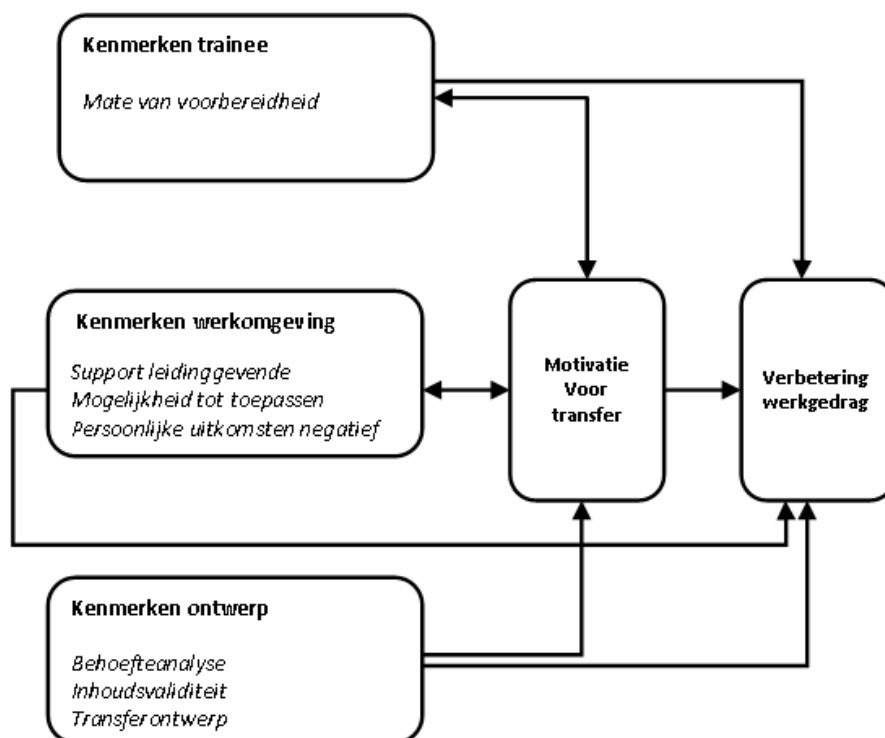 Kenmerken trainee
Mate van voorbereidheid
Kenmerken werkomgeving
Support leidinggevende
Mogelijkheid tot toepassen
Persoonlijke uitkomsten negatief
Motivatie
Voor
transfer
Verbetering
werkgedrag
Kenmerken ontwerp
Behoefteanalyse
Inhoudsvaliditeit
Transferontwerp